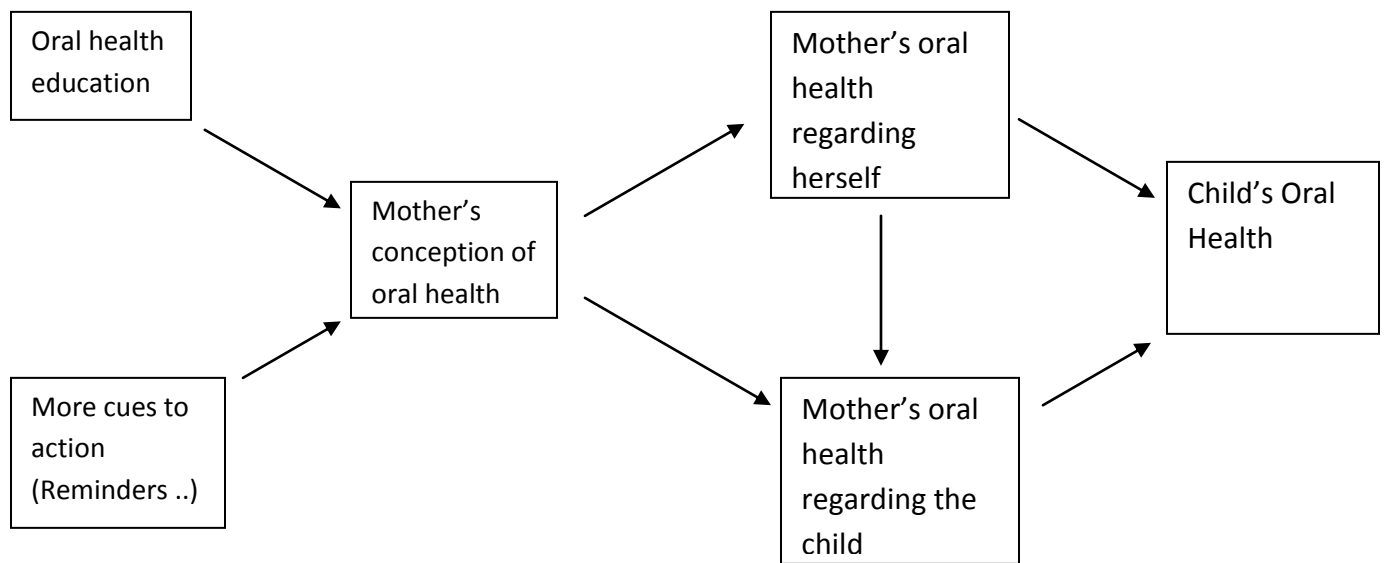 Oral health
education
More cues to
action
(Reminders ..)
Mother’s
conception of
oral health
Mother’s oral
health
regarding
herself
Mother’s oral
health
regarding the
child
Child’s Oral
Health